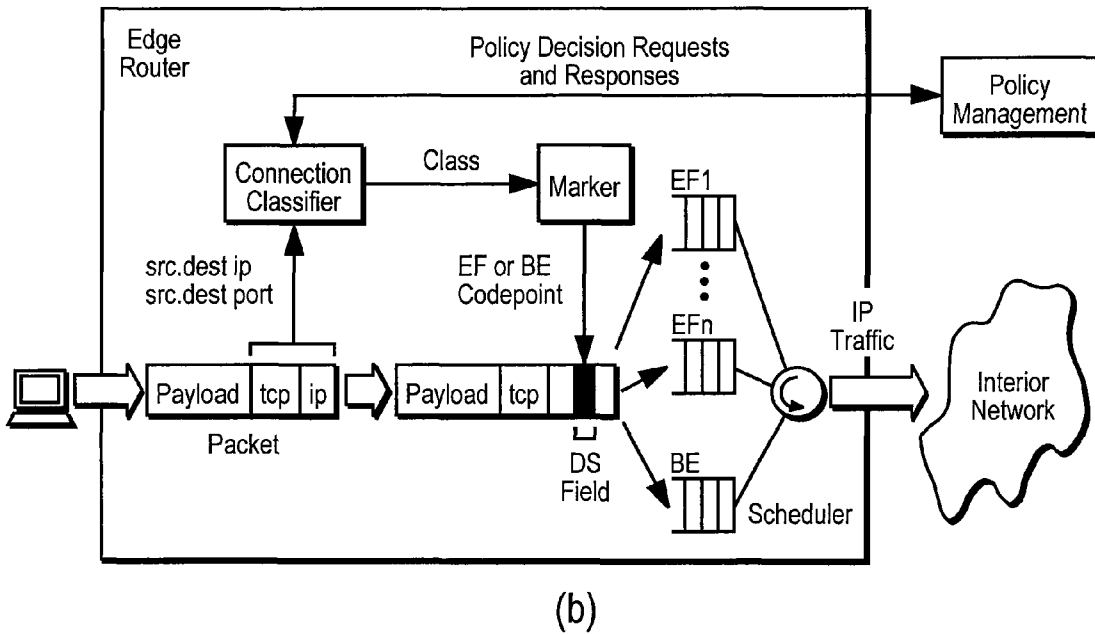 Edge
Router
Policy Decision Requests
and Responses
Policy
Management
Connection
Classifier
Class
Marker
EF1
src.dest ip
src.dest port
EF or BE
Codepoint
EFn
IP
Traffic
Payload
tcp
ip
Payload
tcp
Interior
Network
Packet
DS
Field
BE
Scheduler
(b)